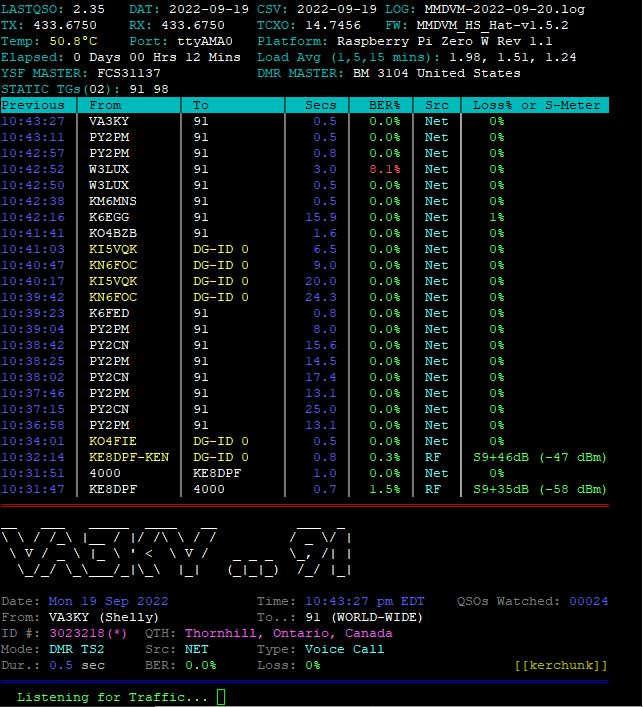 LASTQSO: 2.35 DAT: 2022-09-19 CSV: 2022-09-19 LOG: MMDVM-2022-09-20.log
TX: 433.6750 RX: 433.6750 TCXO: 14.7456 FW: MMDVM_HS_Hat-v1.5.2
Temp: 50.8°C Port: ttyAMA0 Platform: Raspberry Pi Zero W Rev 1.1
Elapsed: 0 Days 00 Hrs 12 Mins Load Avg (1,5,15 mins): 1.98, 1.51, 1.24
YSF MASTER: FCS31137 DMR MASTER: BM 3104 United States
STATIC TGs(02): 91 98
Previous From To Secs BER% Src Loss% or S-Meter
10:43:27 VA3KY 91 0.5 0.0% Net 0%
10:43:11 PY2PM 91 0.5 0.0% Net 0%
10:42:57 PY2PM 91 0.8 0.0% Net 0%
10:42:52 W3LUX 91 3.0 8.1% Net 0%
10:42:50 W3LUX 91 0.5 0.0% Net 0%
10:42:38 KM6MNS 91 0.5 0.0% Net 0%
10:42:16 K6EGG 91 15.9 0.0% Net 1%
10:41:41 KO4BZB 91 1.6 0.0% Net 0%
10:41:03 KI5VQK DG-ID 0 6.5 0.0% Net 0%
10:40:47 KN6FOC DG-ID 0 9.0 0.0% Net 0%
10:40:17 KI5VQK DG-ID 0 20.0 0.0% Net 0%
10:39:42 KN6FOC DG-ID 0 24.3 0.0% Net 0%
10:39:23 K6FED 91 0.8 0.0% Net 0%
10:39:04 PY2PM 91 8.0 0.0% Net 0%
10:38:42 PY2CN 91 15.6 0.0% Net 0%
10:38:25 PY2PM 91 14.5 0.0% Net 0%
10:38:02 PY2CN 91 17.4 0.0% Net 0%
10:37:46 PY2PM 91 13.1 0.0% Net 0%
10:37:15 PY2CN 91 25.0 0.0% Net 0%
10:36:58 PY2PM 91 13.1 0.0% Net 0%
10:34:01 KO4FIE DG-ID 0 0.5 0.0% Net 0%
10:32:14 KE8DPF-KEN DG-ID 0 0.8 0.3% RF S9+46dB (-47 dBm)
10:31:51 4000 KE8DPF 1.0 0.0% Net 0%
10:31:47 KE8DPF 4000 0.7 1.5% RF S9+35dB (-58 dBm)
VA3KY ... 91
Date: Mon 19 Sep 2022 Time: 10:43:27 pm EDT QSOs Watched: 00024
From: VA3KY (Shelly) To..: 91 (WORLD-WIDE)
ID #: 3023218(*) QTH: Thornhill, Ontario, Canada
Mode: DMR TS2 Src: NET Type: Voice Call
Dur.: 0.5 sec BER: 0.0% Loss: 0% [[kerchunk]]
Listening for Traffic...